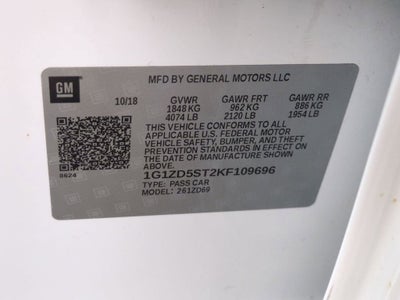 GM
MFD BY GENERAL MOTORS LLC
10/18 GVWR GAWR FRT GAWR RR
1848 KG 962 KG 886 KG
4074 LB 2120 LB 1954 LB
THIS VEHICLE CONFORMS TO ALL
APPLICABLE U.S. FEDERAL MOTOR
VEHICLE SAFETY, BUMPER, AND THEFT
PREVENTION STANDARDS IN EFFECT ON THE
DATE OF MANUFACTURE SHOWN
ABOVE.
8624
1G1ZD5ST2KF109696
TYPE: PASS CAR
MODEL: 261ZD69